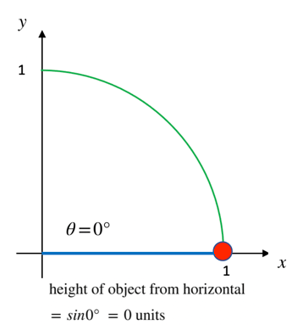 y
1
θ=0°
1
x
height of object from horizontal
= sin0° = 0 units